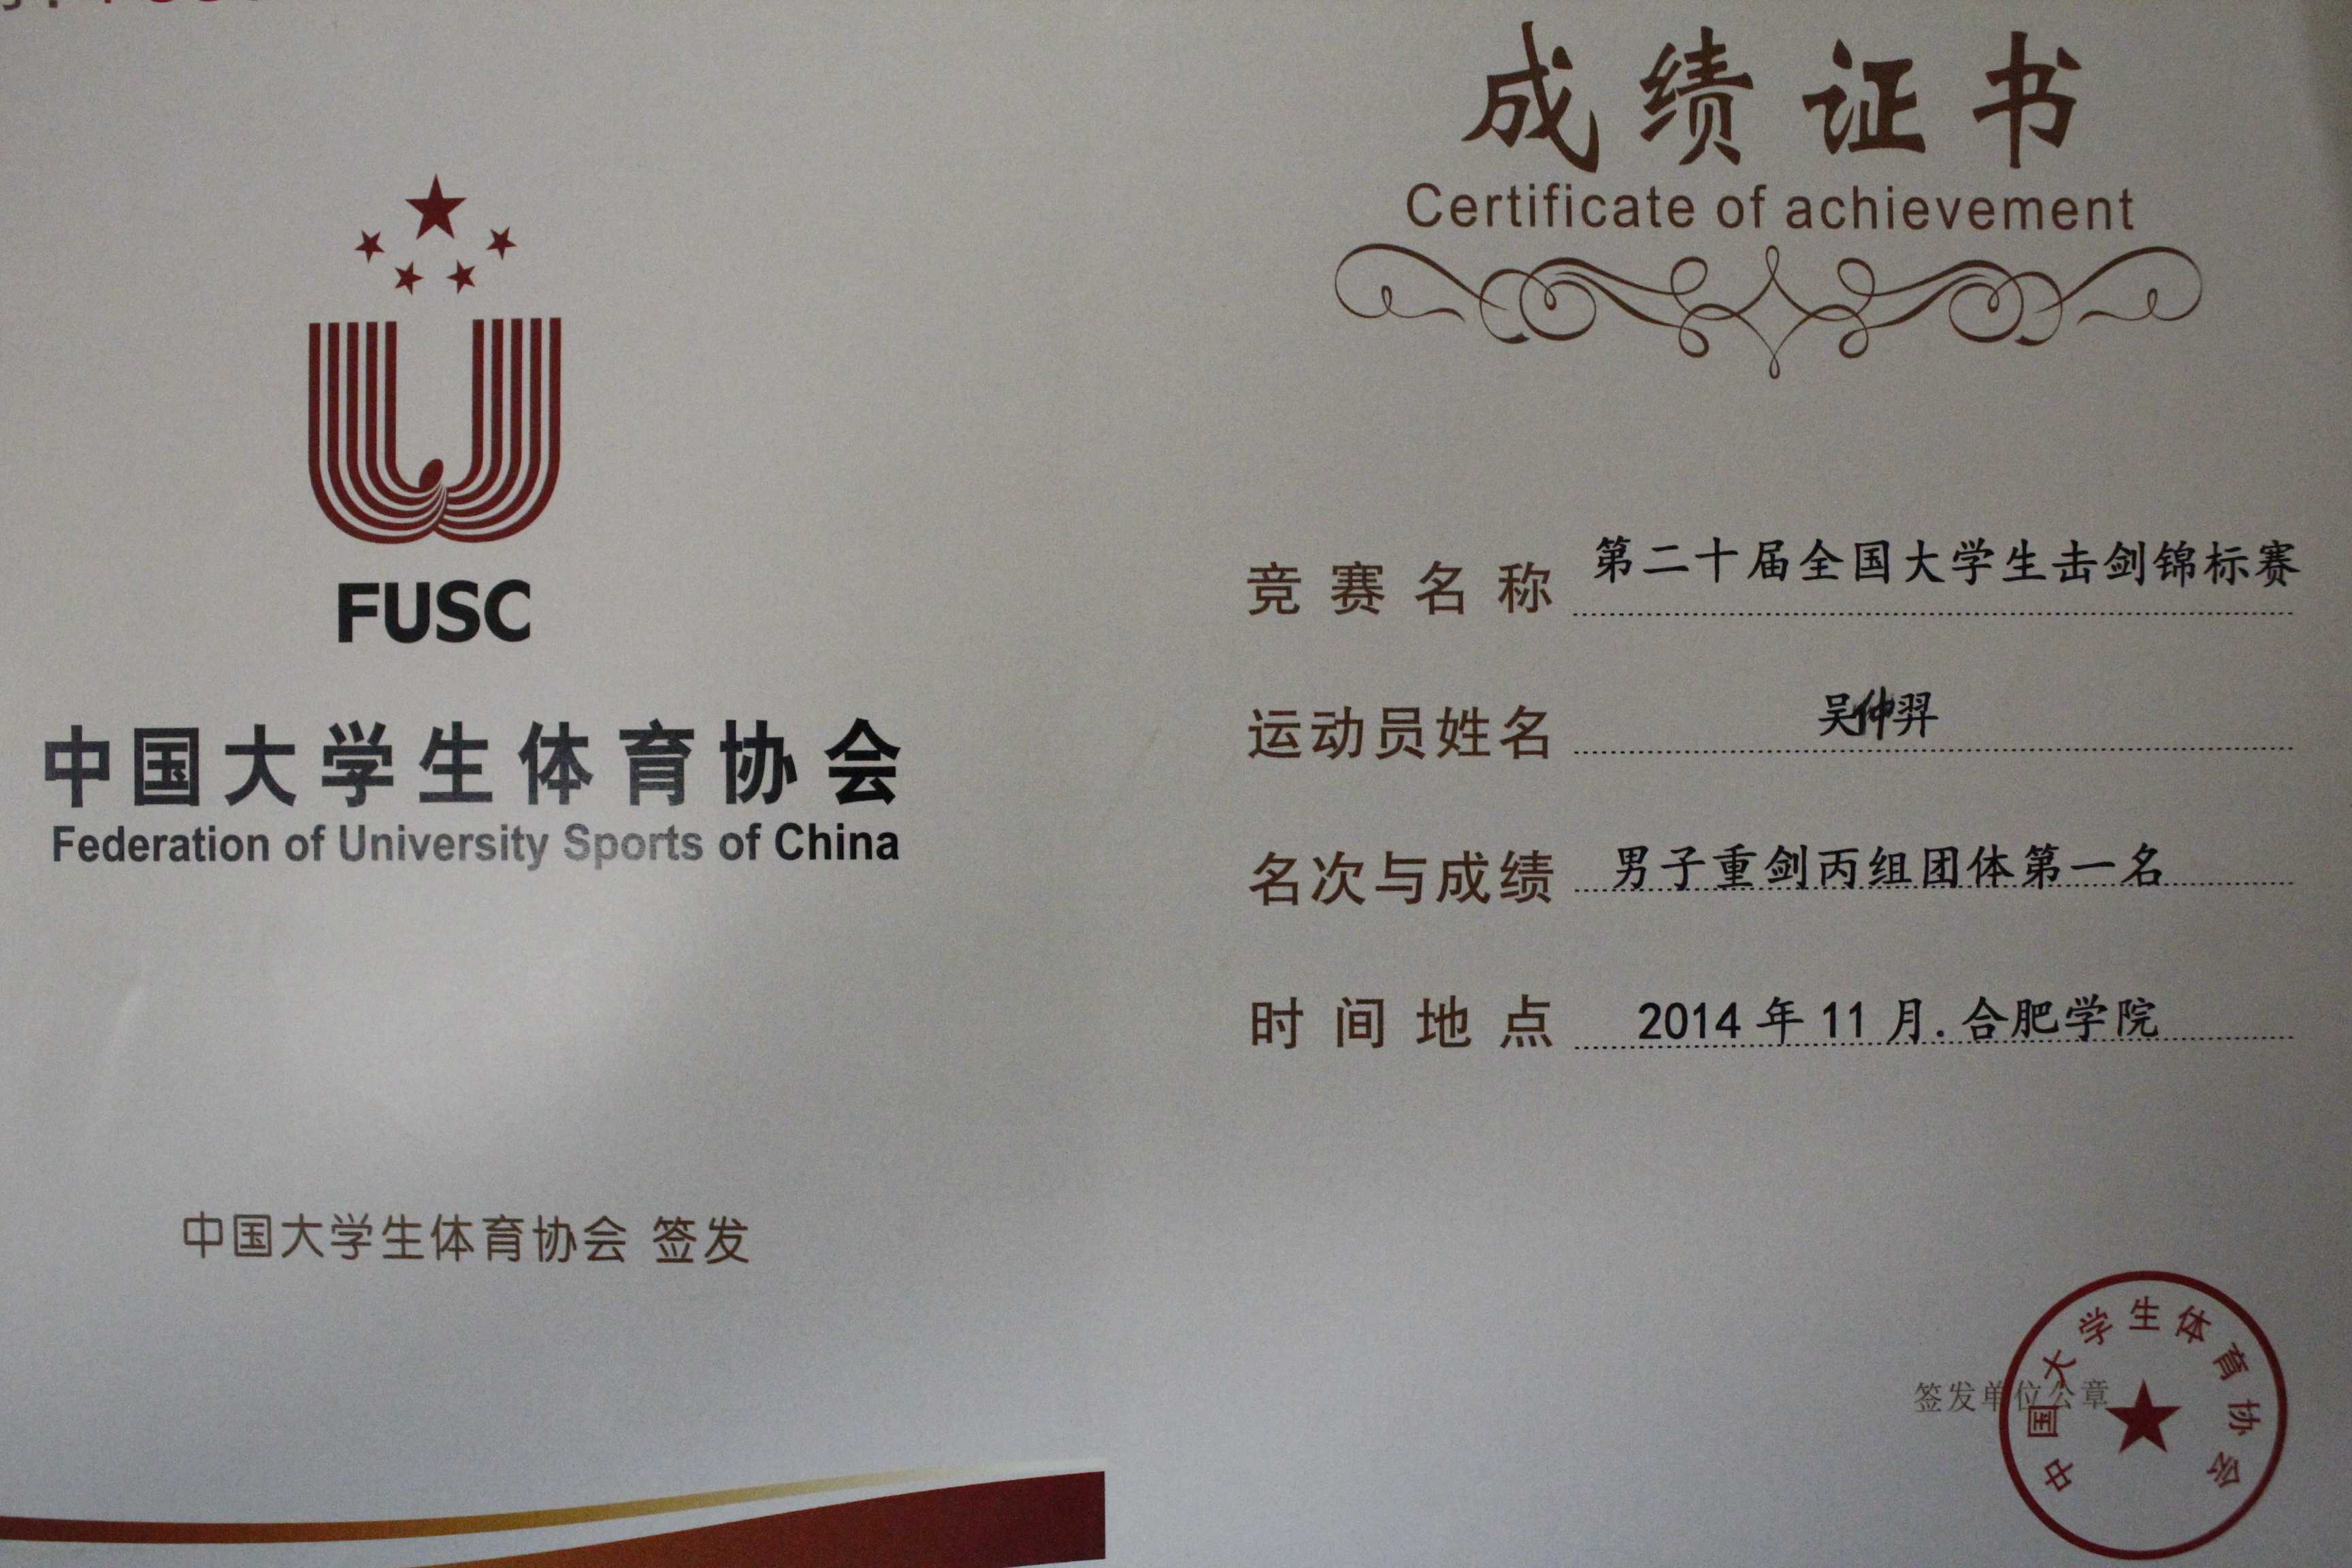 FUSC
中国大学生体育协会
Federation of University Sports of China
中国大学生体育协会 签发
成绩证书
Certificate of achievement
竞赛名称 第二十届全国大学生击剑锦标赛
运动员姓名 吴仲羿
名次与成绩 男子重剑丙组团体第一名
时间地点 2014年11月.合肥学院
签发单位公章
中国大学生体育协会